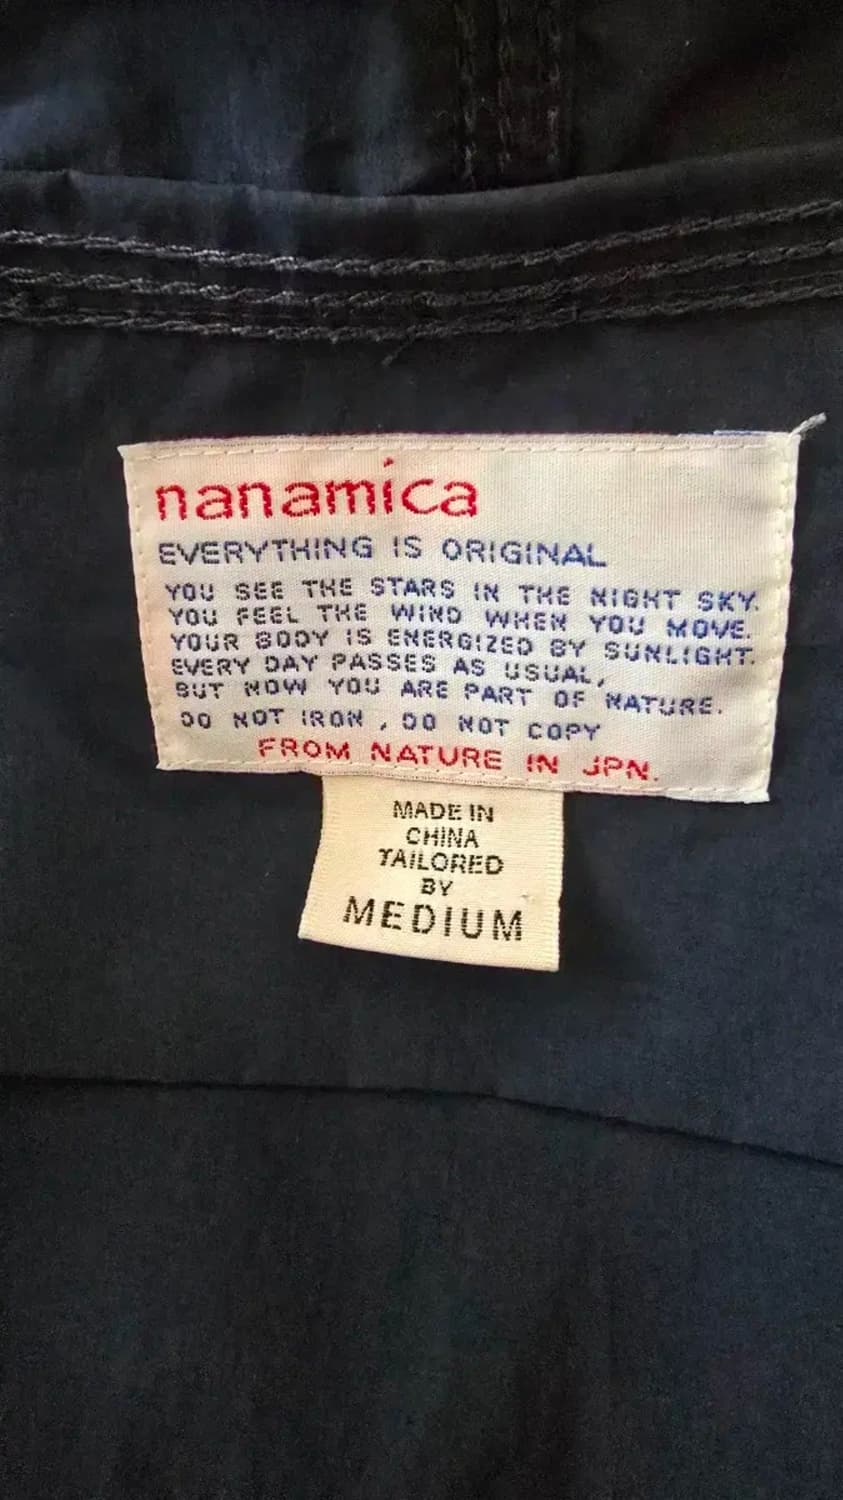 nanamica
EVERYTHING IS ORIGINAL
YOU SEE THE STARS IN THE NIGHT SKY.
YOU FEEL THE WIND WHEN YOU MOVE.
YOUR BODY IS ENERGIZED BY SUNLIGHT.
EVERY DAY PASSES AS USUAL,
BUT NOW YOU ARE PART OF NATURE.
DO NOT IRON , DO NOT COPY
FROM NATURE IN JPN.
MADE IN
CHINA
TAILORED
BY
MEDIUM